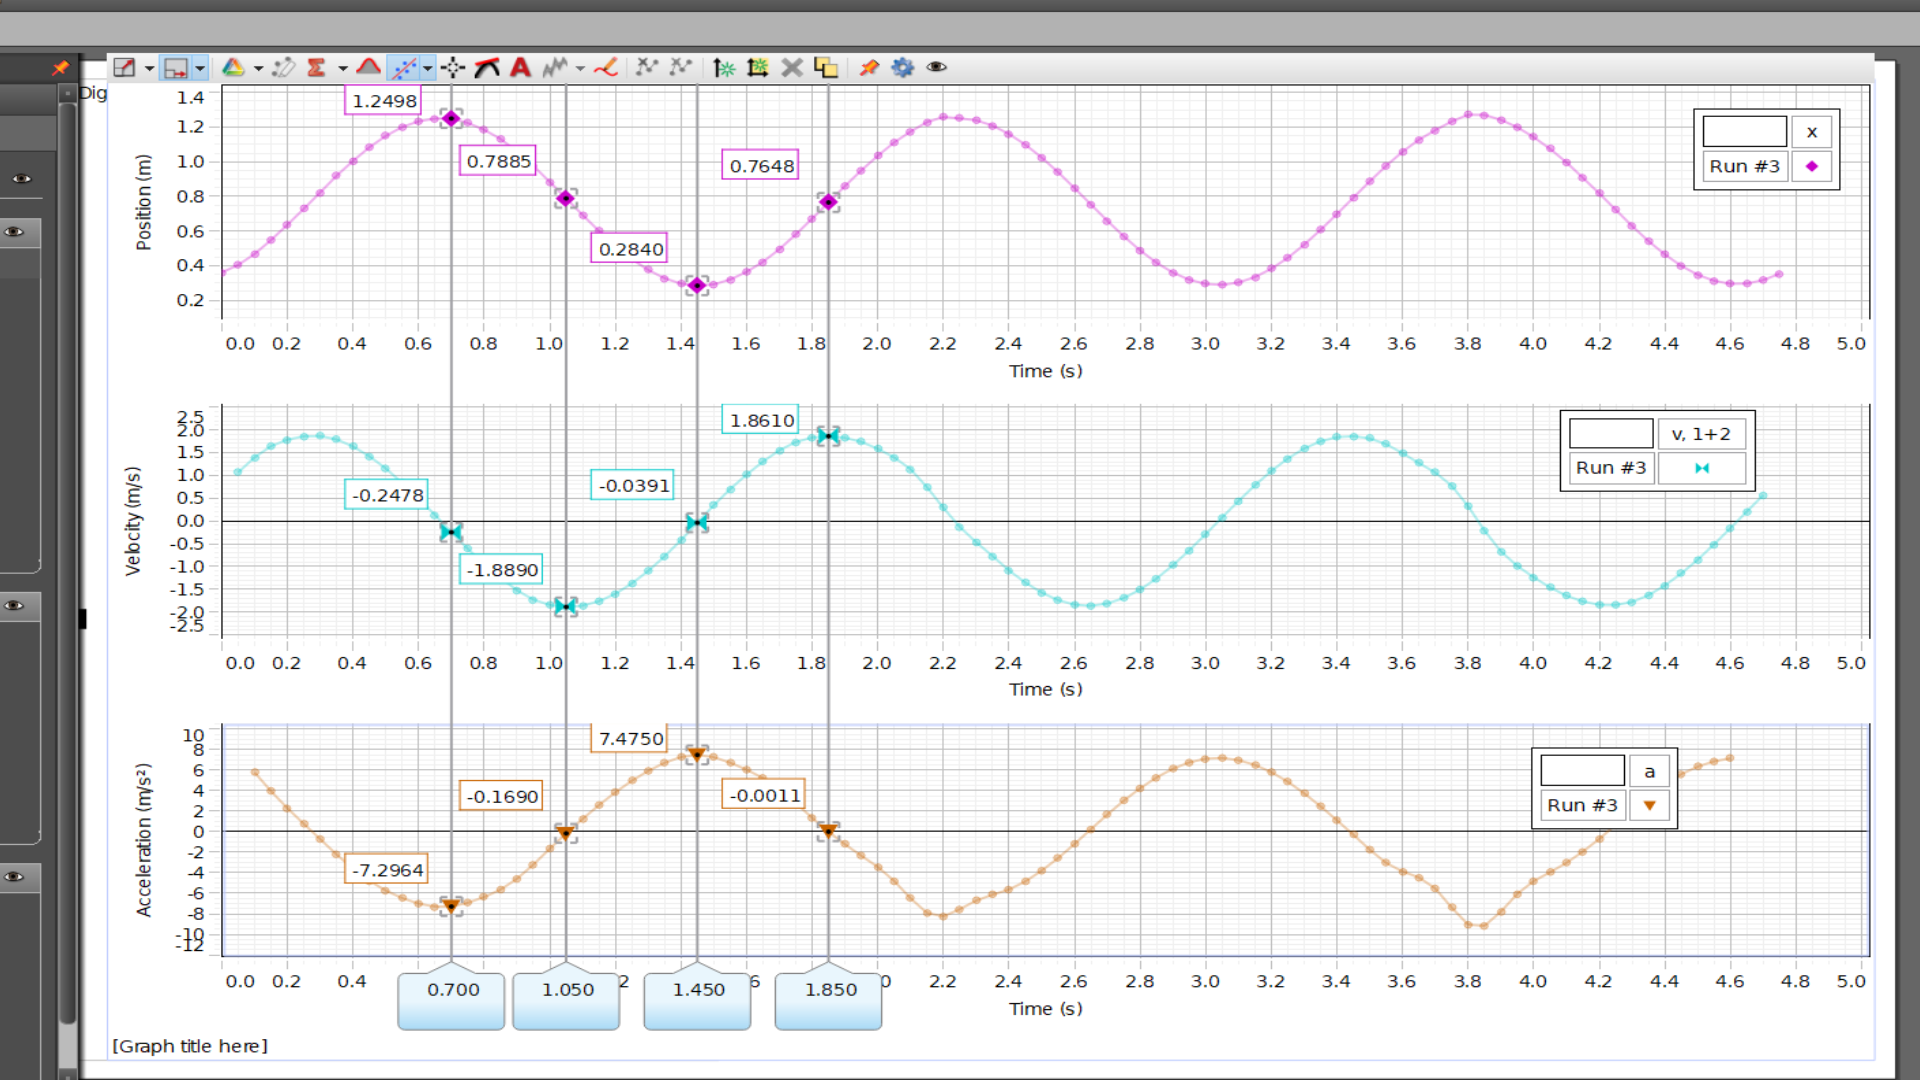 Dig
1.4
1.2
1.0
0.8
0.6
0.4
0.2
Position (m)
1.2498
0.7885
0.2840
0.7648
x
Run #3
0.0 0.2 0.4 0.6 0.8 1.0 1.2 1.4 1.6 1.8 2.0 2.2 2.4 2.6 2.8 3.0 3.2 3.4 3.6 3.8 4.0 4.2 4.4 4.6 4.8 5.0
Time (s)
2.5
2.0
1.5
1.0
0.5
0.0
-0.5
-1.0
-1.5
-2.0
-2.5
Velocity (m/s)
-0.2478
-1.8890
-0.0391
1.8610
v, 1+2
Run #3
0.0 0.2 0.4 0.6 0.8 1.0 1.2 1.4 1.6 1.8 2.0 2.2 2.4 2.6 2.8 3.0 3.2 3.4 3.6 3.8 4.0 4.2 4.4 4.6 4.8 5.0
Time (s)
10
8
6
4
2
0
-2
-4
-6
-8
-10
-12
Acceleration (m/s²)
-7.2964
-0.1690
7.4750
-0.0011
a
Run #3
0.0 0.2 0.4 2 6 0 2.2 2.4 2.6 2.8 3.0 3.2 3.4 3.6 3.8 4.0 4.2 4.4 4.6 4.8 5.0
0.700 1.050 1.450 1.850
Time (s)
[Graph title here]